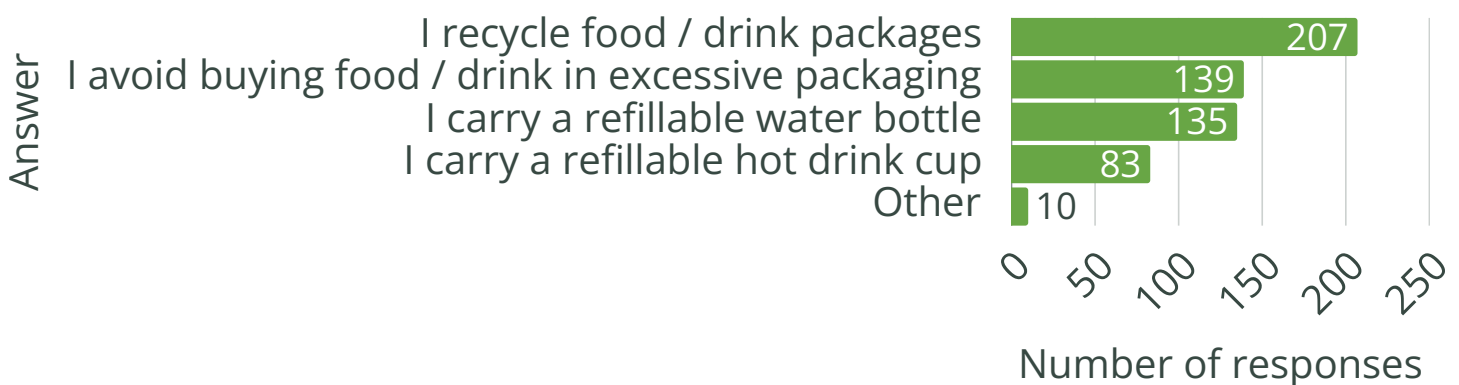 Answer
I recycle food / drink packages 207
I avoid buying food / drink in excessive packaging 139
I carry a refillable water bottle 135
I carry a refillable hot drink cup 83
Other 10
0 50 100 150 200 250
Number of responses